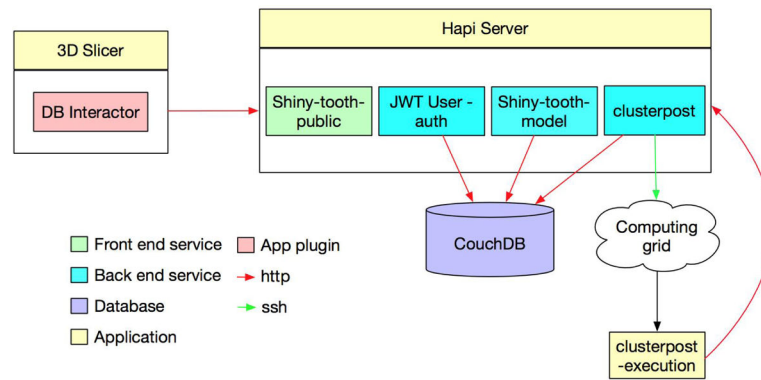 Hapi Server
3D Slicer
DB Interactor
Shiny-tooth-
public
JWT User -
auth
Shiny-tooth-
model
clusterpost
CouchDB
Computing
grid
Front end service
App plugin
Back end service
http
Database
ssh
Application
clusterpost
-execution